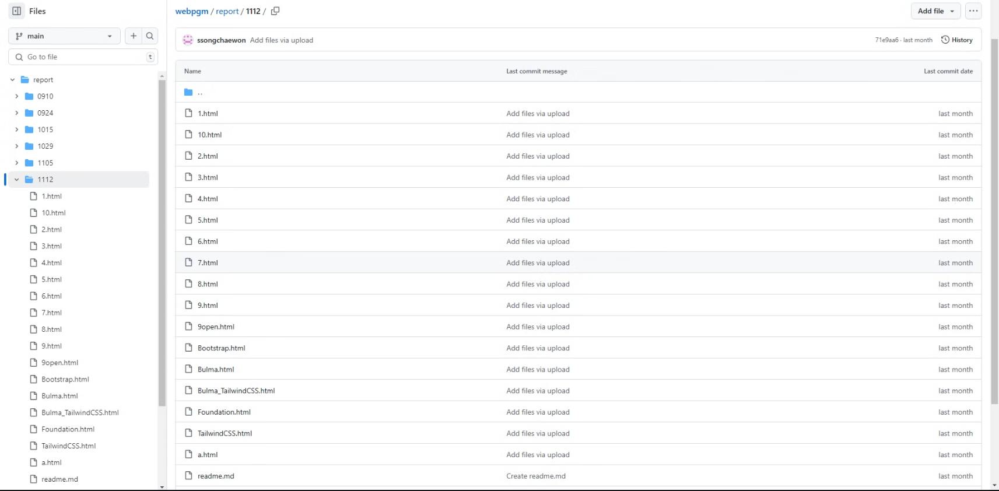 Files
main
Go to file
t
report
0910
0924
1015
1029
1105
1112
1.html
10.html
2.html
3.html
4.html
5.html
6.html
7.html
8.html
9.html
9open.html
Bootstrap.html
Bulma.html
Bulma_TailwindCSS.html
Foundation.html
TailwindCSS.html
a.html
readme.md
webpgm / report / 1112 /
Add file
ssongchaewon Add files via upload 71e9aa6 · last month History
Name Last commit message Last commit date
..
1.html Add files via upload last month
10.html Add files via upload last month
2.html Add files via upload last month
3.html Add files via upload last month
4.html Add files via upload last month
5.html Add files via upload last month
6.html Add files via upload last month
7.html Add files via upload last month
8.html Add files via upload last month
9.html Add files via upload last month
9open.html Add files via upload last month
Bootstrap.html Add files via upload last month
Bulma.html Add files via upload last month
Bulma_TailwindCSS.html Add files via upload last month
Foundation.html Add files via upload last month
TailwindCSS.html Add files via upload last month
a.html Add files via upload last month
readme.md Create readme.md last month